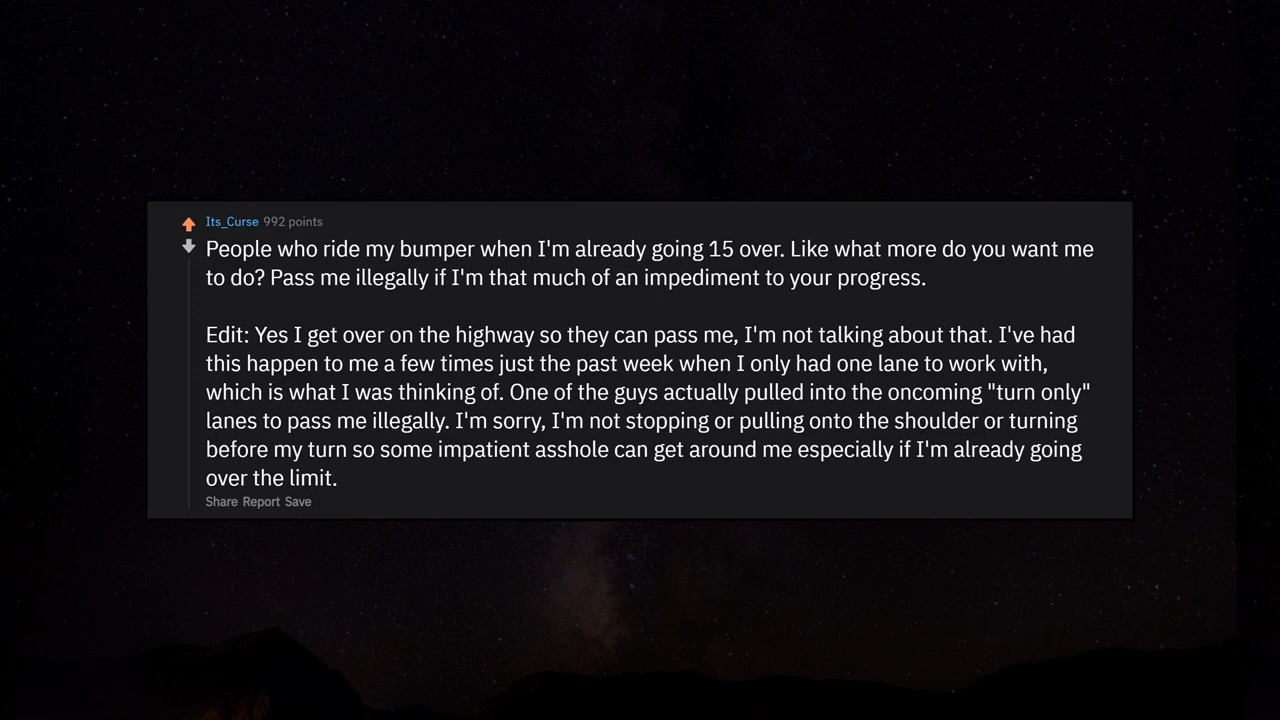 Its_Curse 992 points
People who ride my bumper when I'm already going 15 over. Like what more do you want me
to do? Pass me illegally if I'm that much of an impediment to your progress.
Edit: Yes I get over on the highway so they can pass me, I'm not talking about that. I've had
this happen to me a few times just the past week when I only had one lane to work with,
which is what I was thinking of. One of the guys actually pulled into the oncoming "turn only"
lanes to pass me illegally. I'm sorry, I'm not stopping or pulling onto the shoulder or turning
before my turn so some impatient asshole can get around me especially if I'm already going
over the limit.
Share Report Save